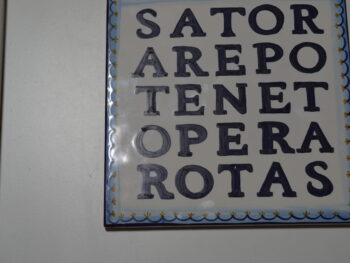 SATOR
AREPO
TENET
OPERA
ROTAS